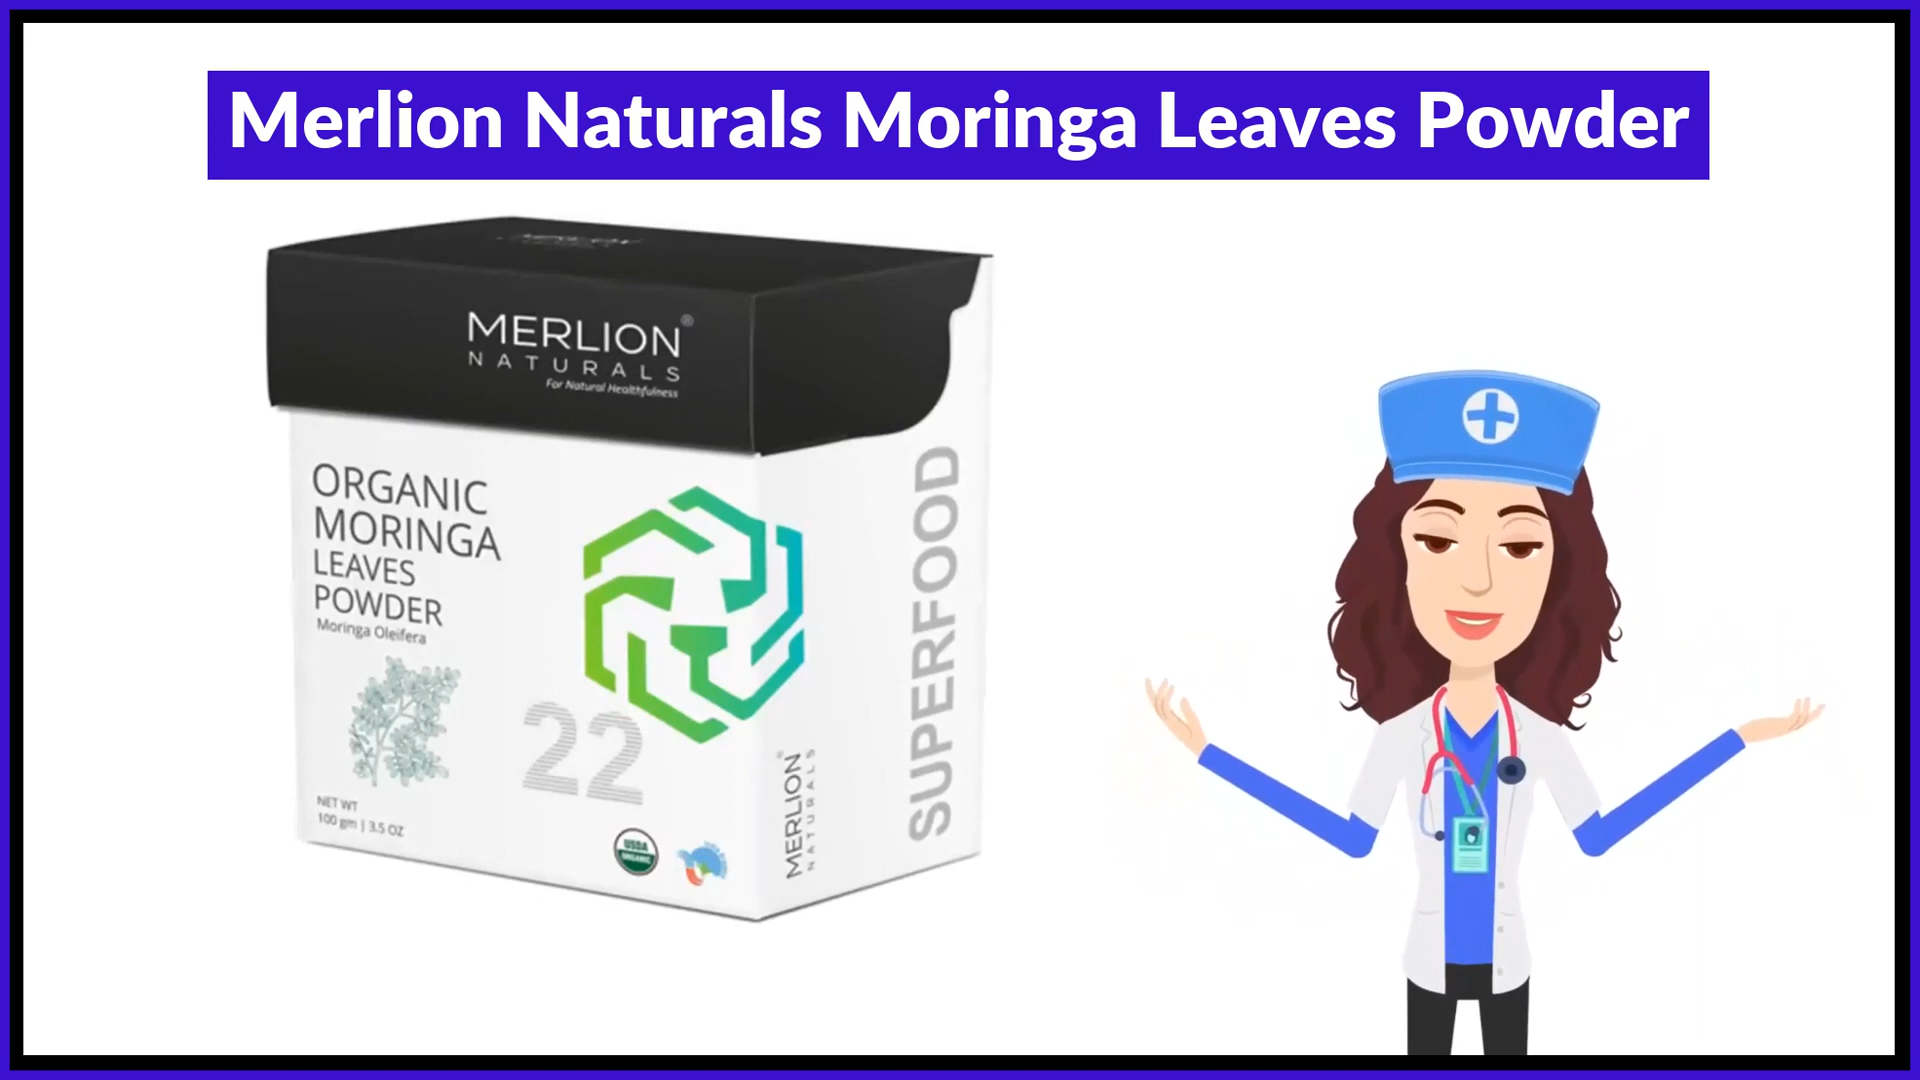 Merlion Naturals Moringa Leaves Powder
MERLION®
NATURALS
For Natural Healthfulness
ORGANIC
MORINGA
LEAVES
POWDER
Moringa Oleifera
22
NET WT
100 gm | 3.5 OZ
USDA
ORGANIC
MERLION®
NATURALS
SUPERFOOD